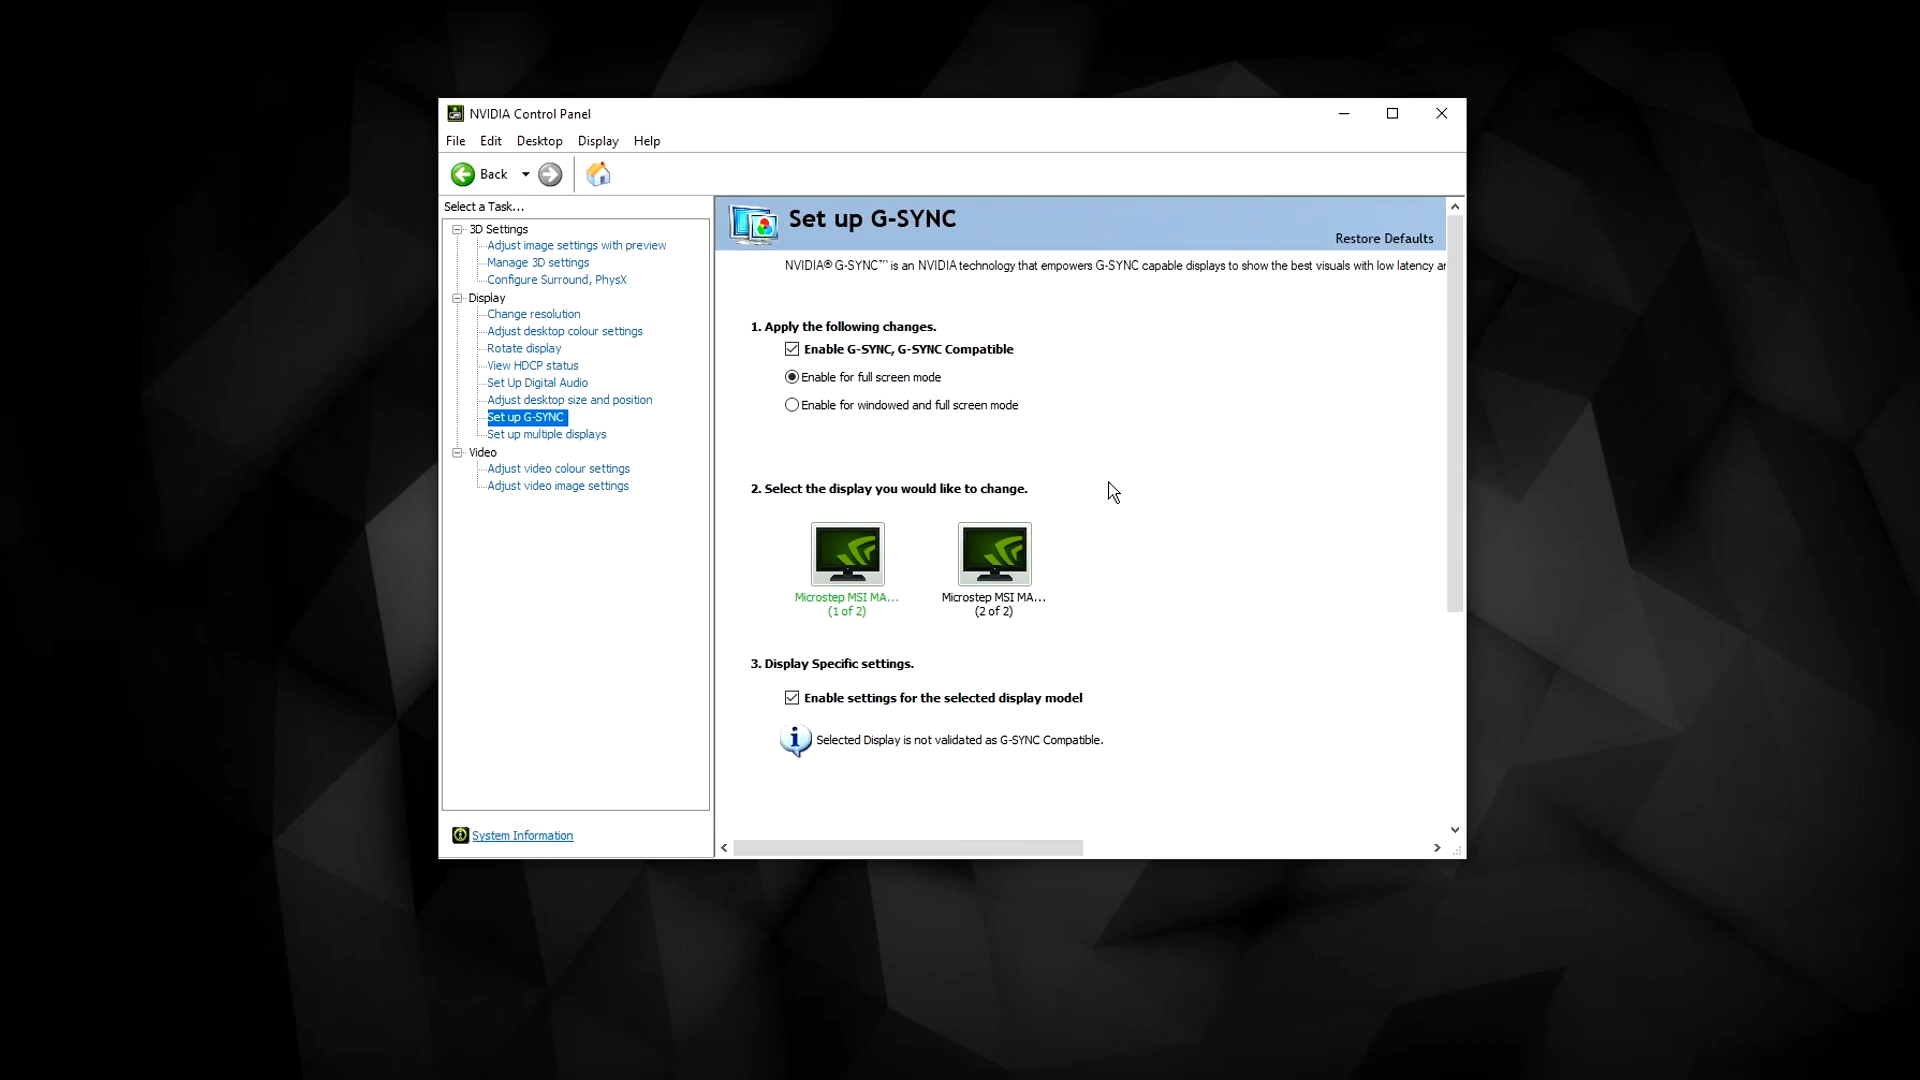 NVIDIA Control Panel
File Edit Desktop Display Help
Back
Select a Task...
3D Settings
Adjust image settings with preview
Manage 3D settings
Configure Surround, PhysX
Display
Change resolution
Adjust desktop colour settings
Rotate display
View HDCP status
Set Up Digital Audio
Adjust desktop size and position
Set up G-SYNC
Set up multiple displays
Video
Adjust video colour settings
Adjust video image settings
System Information
Set up G-SYNC
Restore Defaults
NVIDIA® G-SYNC™ is an NVIDIA technology that empowers G-SYNC capable displays to show the best visuals with low latency
1. Apply the following changes.
Enable G-SYNC, G-SYNC Compatible
Enable for full screen mode
Enable for windowed and full screen mode
2. Select the display you would like to change.
Microstep MSI MA...
(1 of 2)
Microstep MSI MA...
(2 of 2)
3. Display Specific settings.
Enable settings for the selected display model
Selected Display is not validated as G-SYNC Compatible.